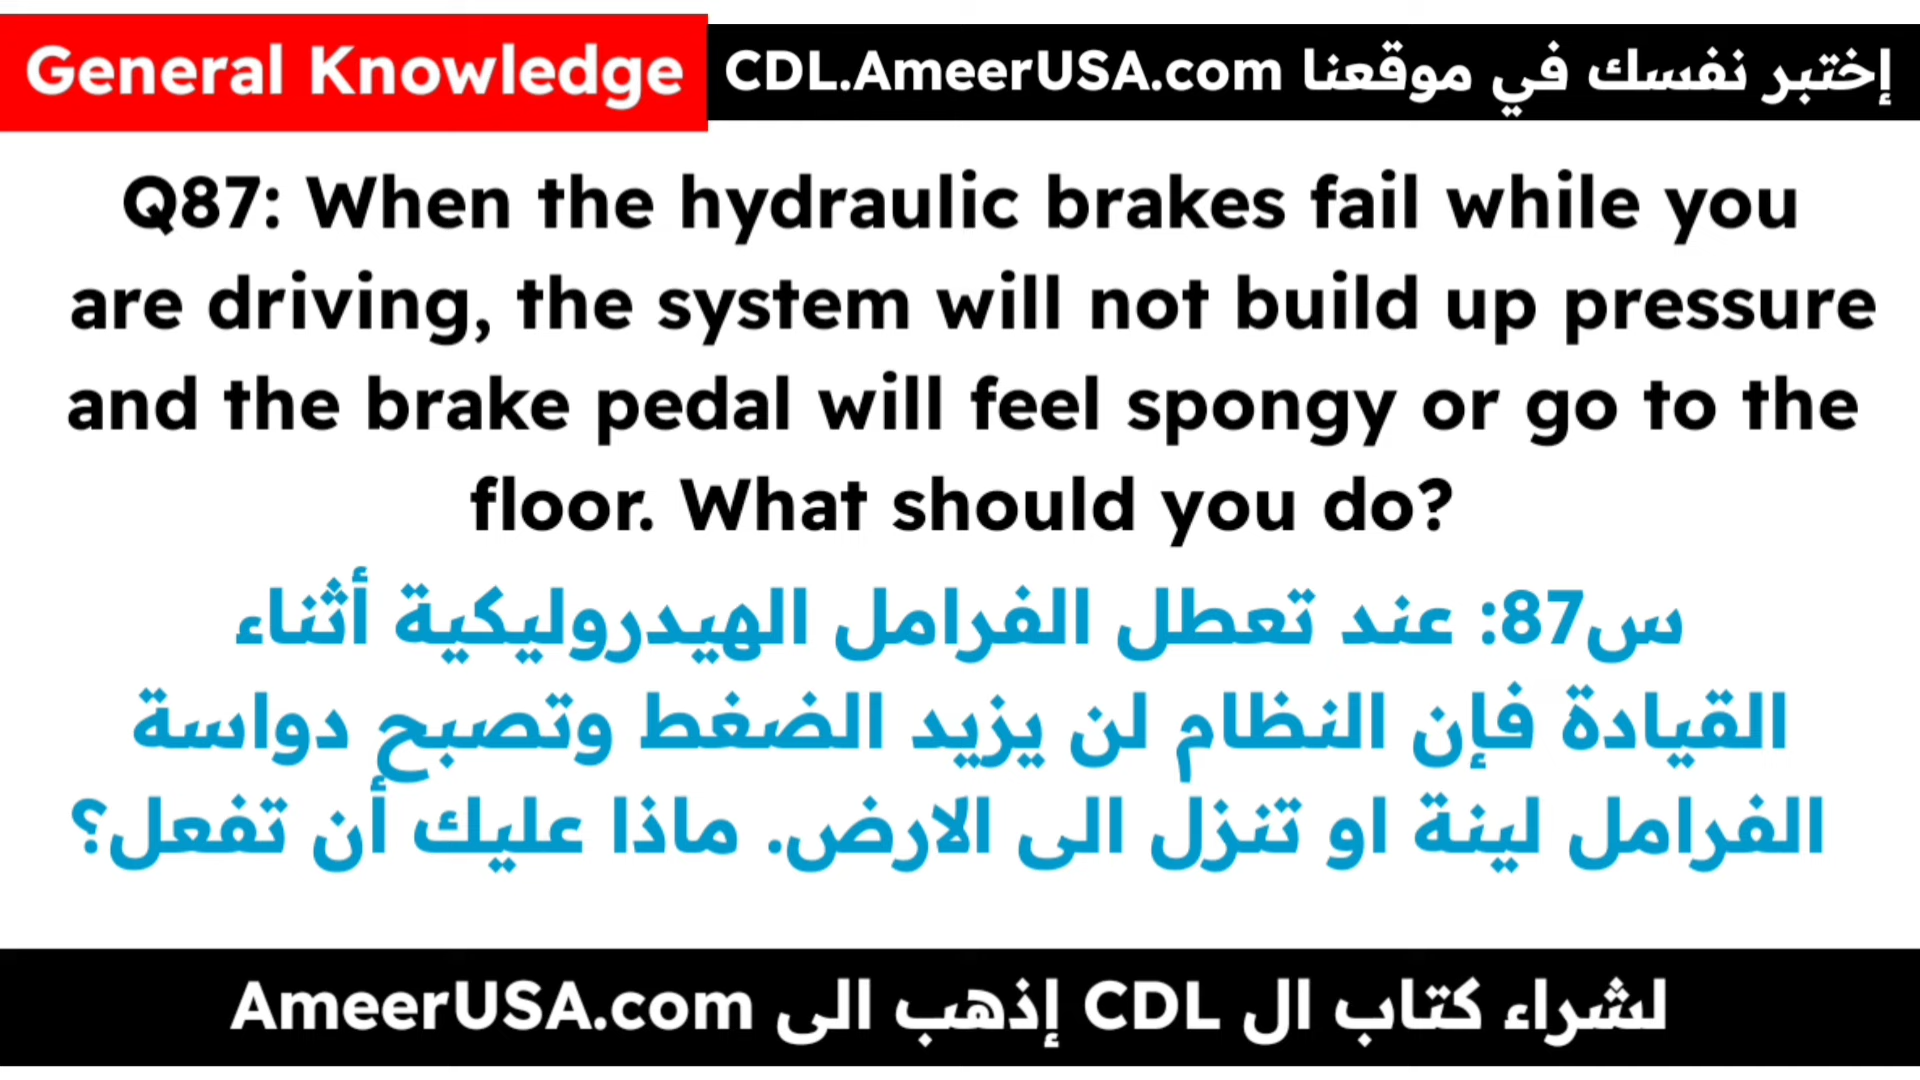 General Knowledge
CDL.AmeerUSA.com إختبر نفسك في موقعنا
Q87: When the hydraulic brakes fail while you
are driving, the system will not build up pressure
and the brake pedal will feel spongy or go to the
floor. What should you do?
س87: عند تعطل الفرامل الهيدروليكية أثناء
القيادة فإن النظام لن يزيد الضغط وتصبح دواسة
الفرامل لينة او تنزل الى الارض. ماذا عليك أن تفعل؟
لشراء كتاب ال CDL إذهب الى AmeerUSA.com